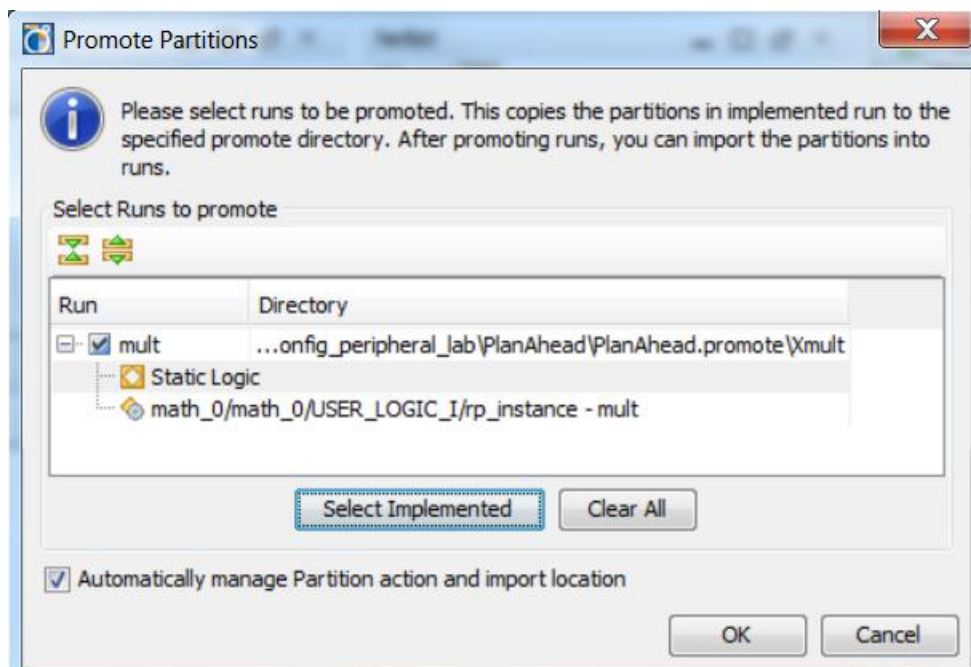 Promote Partitions
Please select runs to be promoted. This copies the partitions in implemented run to the
specified promote directory. After promoting runs, you can import the partitions into
runs.
Select Runs to promote
Run Directory
mult ...onfig_peripheral_lab\PlanAhead\PlanAhead.promote\Xmult
Static Logic
math_0/math_0/USER_LOGIC_I/rp_instance - mult
Select Implemented Clear All
Automatically manage Partition action and import location
OK Cancel